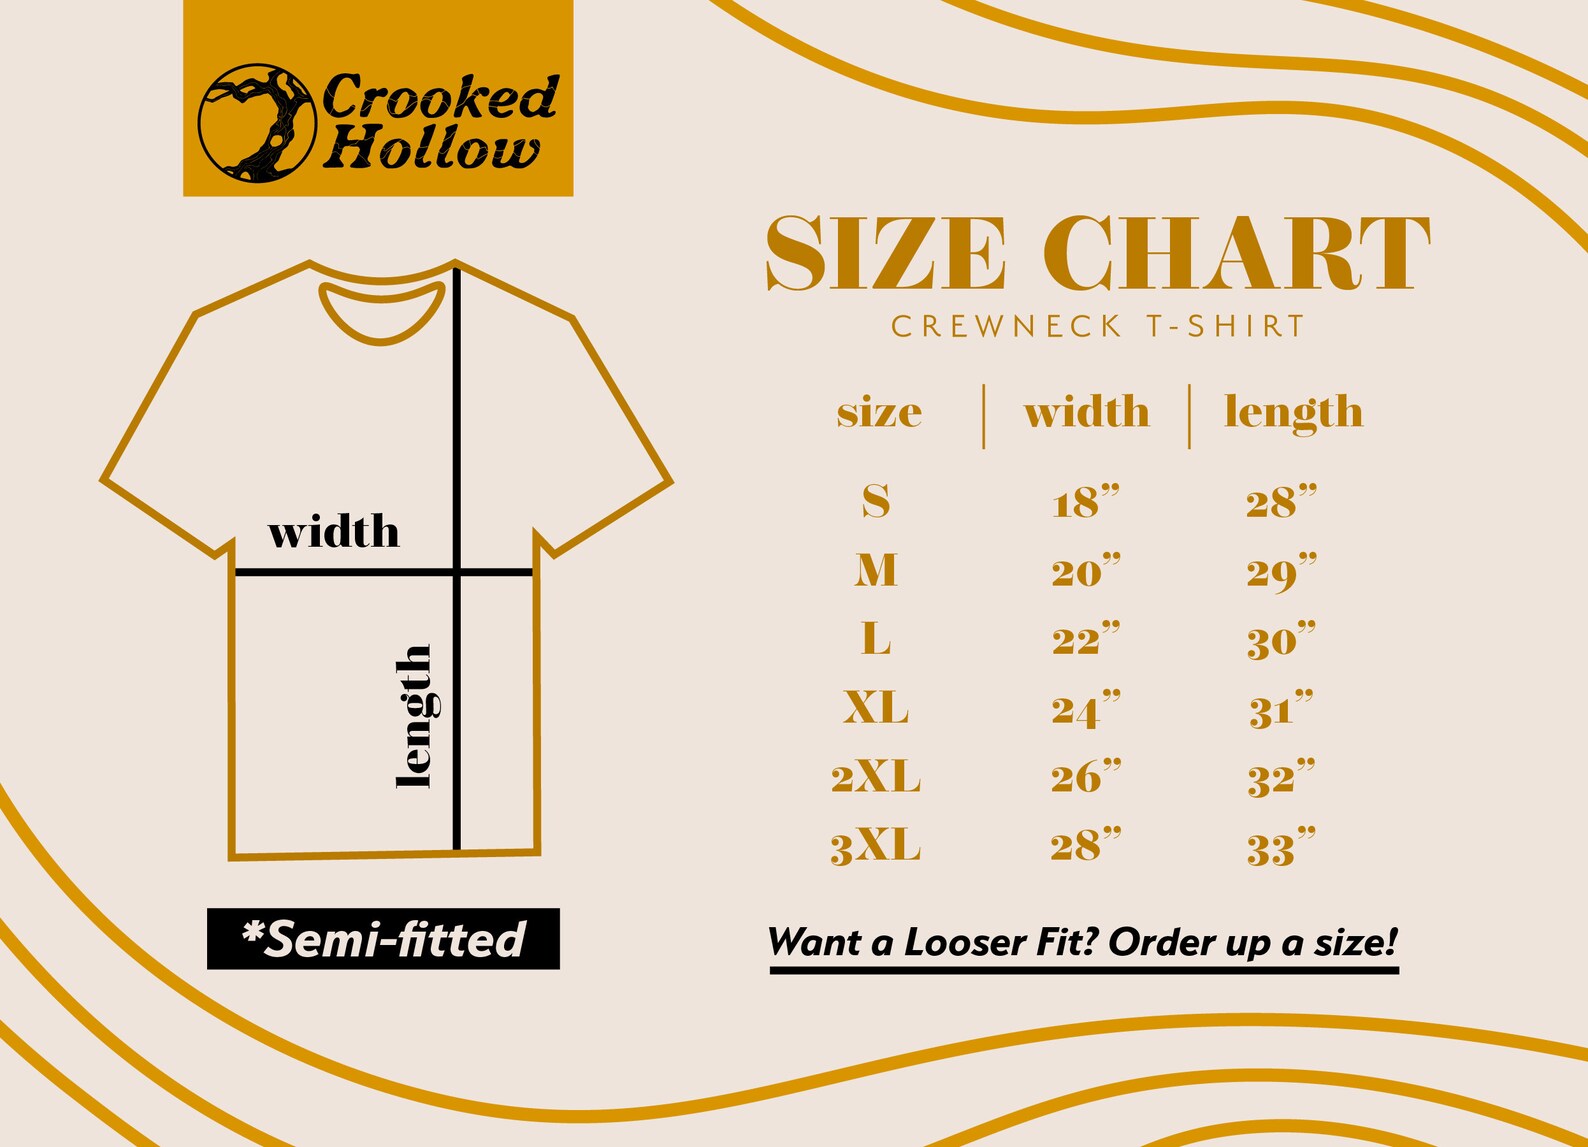 Crooked
Hollow
SIZE CHART
CREWNECK T-SHIRT
size | width | length
S 18” 28”
M 20” 29”
L 22” 30”
XL 24” 31”
2XL 26” 32”
3XL 28” 33”
width
length
*Semi-fitted
Want a Looser Fit? Order up a size!